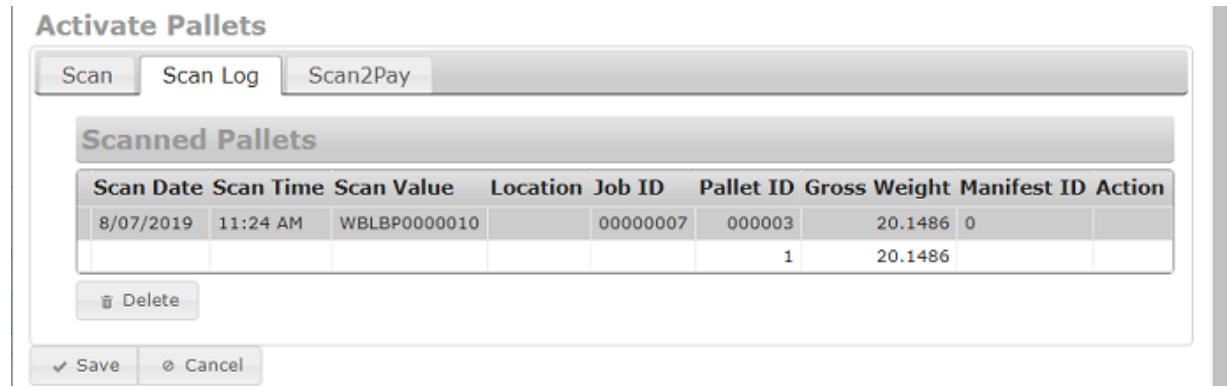 Activate Pallets
Scan Scan Log Scan2Pay
Scanned Pallets
Scan Date Scan Time Scan Value Location Job ID Pallet ID Gross Weight Manifest ID Action
8/07/2019 11:24 AM WBLBP0000010 00000007 000003 20.1486 0
1 20.1486
Delete
Save Cancel